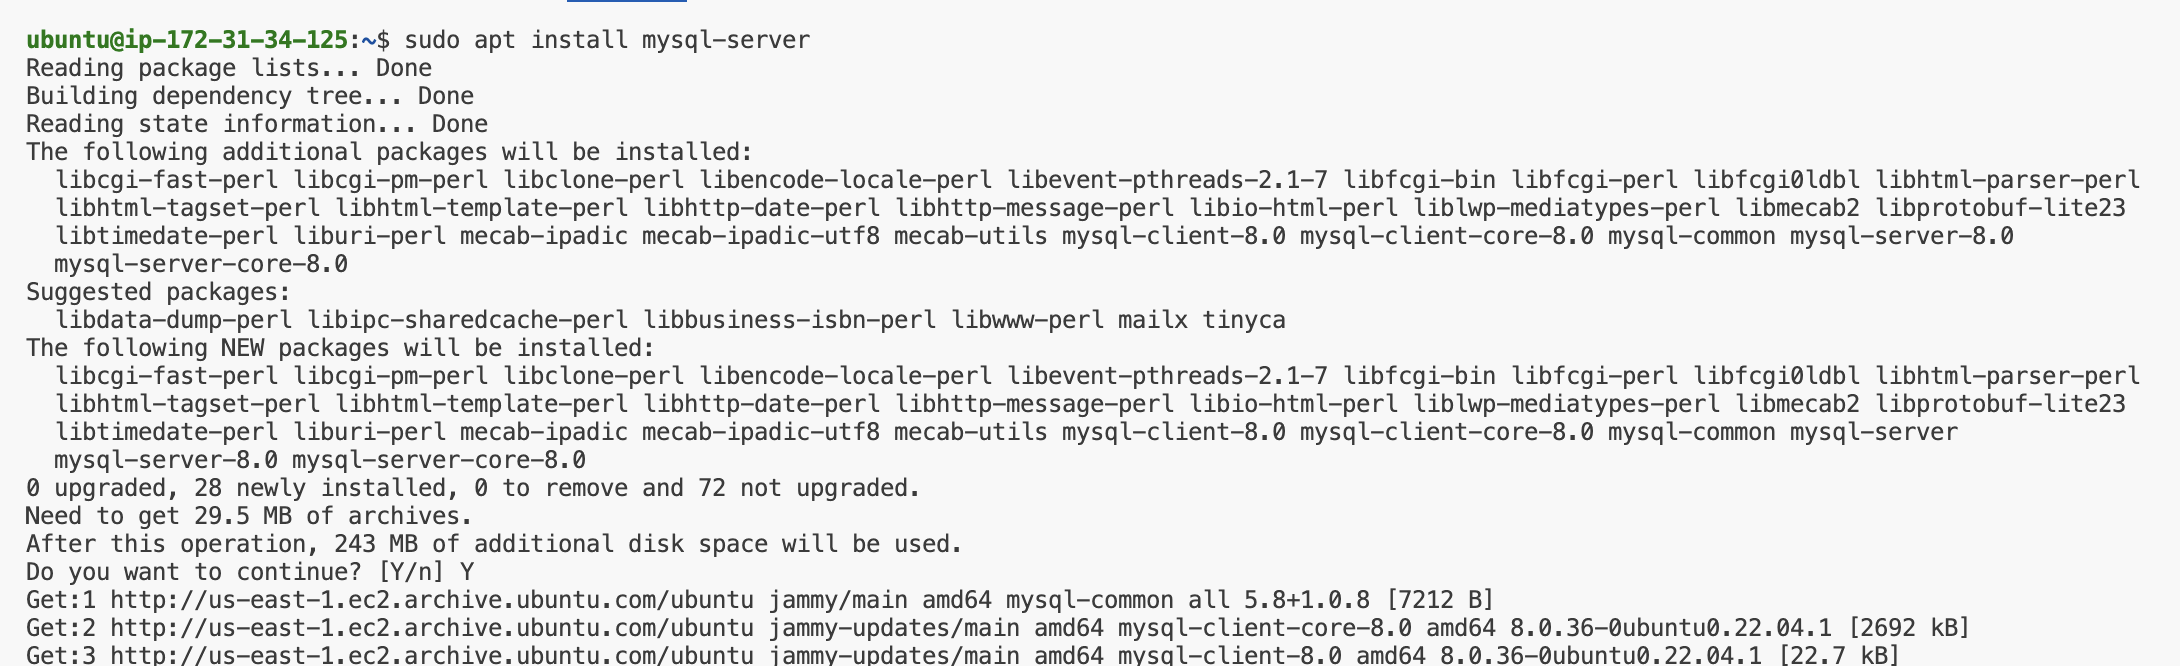 ubuntu@ip-172-31-34-125:~$ sudo apt install mysql-server
Reading package lists... Done
Building dependency tree... Done
Reading state information... Done
The following additional packages will be installed:
  libcgi-fast-perl libcgi-pm-perl libclone-perl libencode-locale-perl libevent-pthreads-2.1-7 libfcgi-bin libfcgi-perl libfcgi0ldbl libhtml-parser-perl
  libhtml-tagset-perl libhtml-template-perl libhttp-date-perl libhttp-message-perl libio-html-perl liblwp-mediatypes-perl libmecab2 libprotobuf-lite23
  libtimedate-perl liburi-perl mecab-ipadic mecab-ipadic-utf8 mecab-utils mysql-client-8.0 mysql-client-core-8.0 mysql-common mysql-server-8.0
  mysql-server-core-8.0
Suggested packages:
  libdata-dump-perl libipc-sharedcache-perl libbusiness-isbn-perl libwww-perl mailx tinyca
The following NEW packages will be installed:
  libcgi-fast-perl libcgi-pm-perl libclone-perl libencode-locale-perl libevent-pthreads-2.1-7 libfcgi-bin libfcgi-perl libfcgi0ldbl libhtml-parser-perl
  libhtml-tagset-perl libhtml-template-perl libhttp-date-perl libhttp-message-perl libio-html-perl liblwp-mediatypes-perl libmecab2 libprotobuf-lite23
  libtimedate-perl liburi-perl mecab-ipadic mecab-ipadic-utf8 mecab-utils mysql-client-8.0 mysql-client-core-8.0 mysql-common mysql-server
  mysql-server-8.0 mysql-server-core-8.0
0 upgraded, 28 newly installed, 0 to remove and 72 not upgraded.
Need to get 29.5 MB of archives.
After this operation, 243 MB of additional disk space will be used.
Do you want to continue? [Y/n] Y
Get:1 http://us-east-1.ec2.archive.ubuntu.com/ubuntu jammy/main amd64 mysql-common all 5.8+1.0.8 [7212 B]
Get:2 http://us-east-1.ec2.archive.ubuntu.com/ubuntu jammy-updates/main amd64 mysql-client-core-8.0 amd64 8.0.36-0ubuntu0.22.04.1 [2692 kB]
Get:3 http://us-east-1.ec2.archive.ubuntu.com/ubuntu jammy-updates/main amd64 mysql-client-8.0 amd64 8.0.36-0ubuntu0.22.04.1 [22.7 kB]